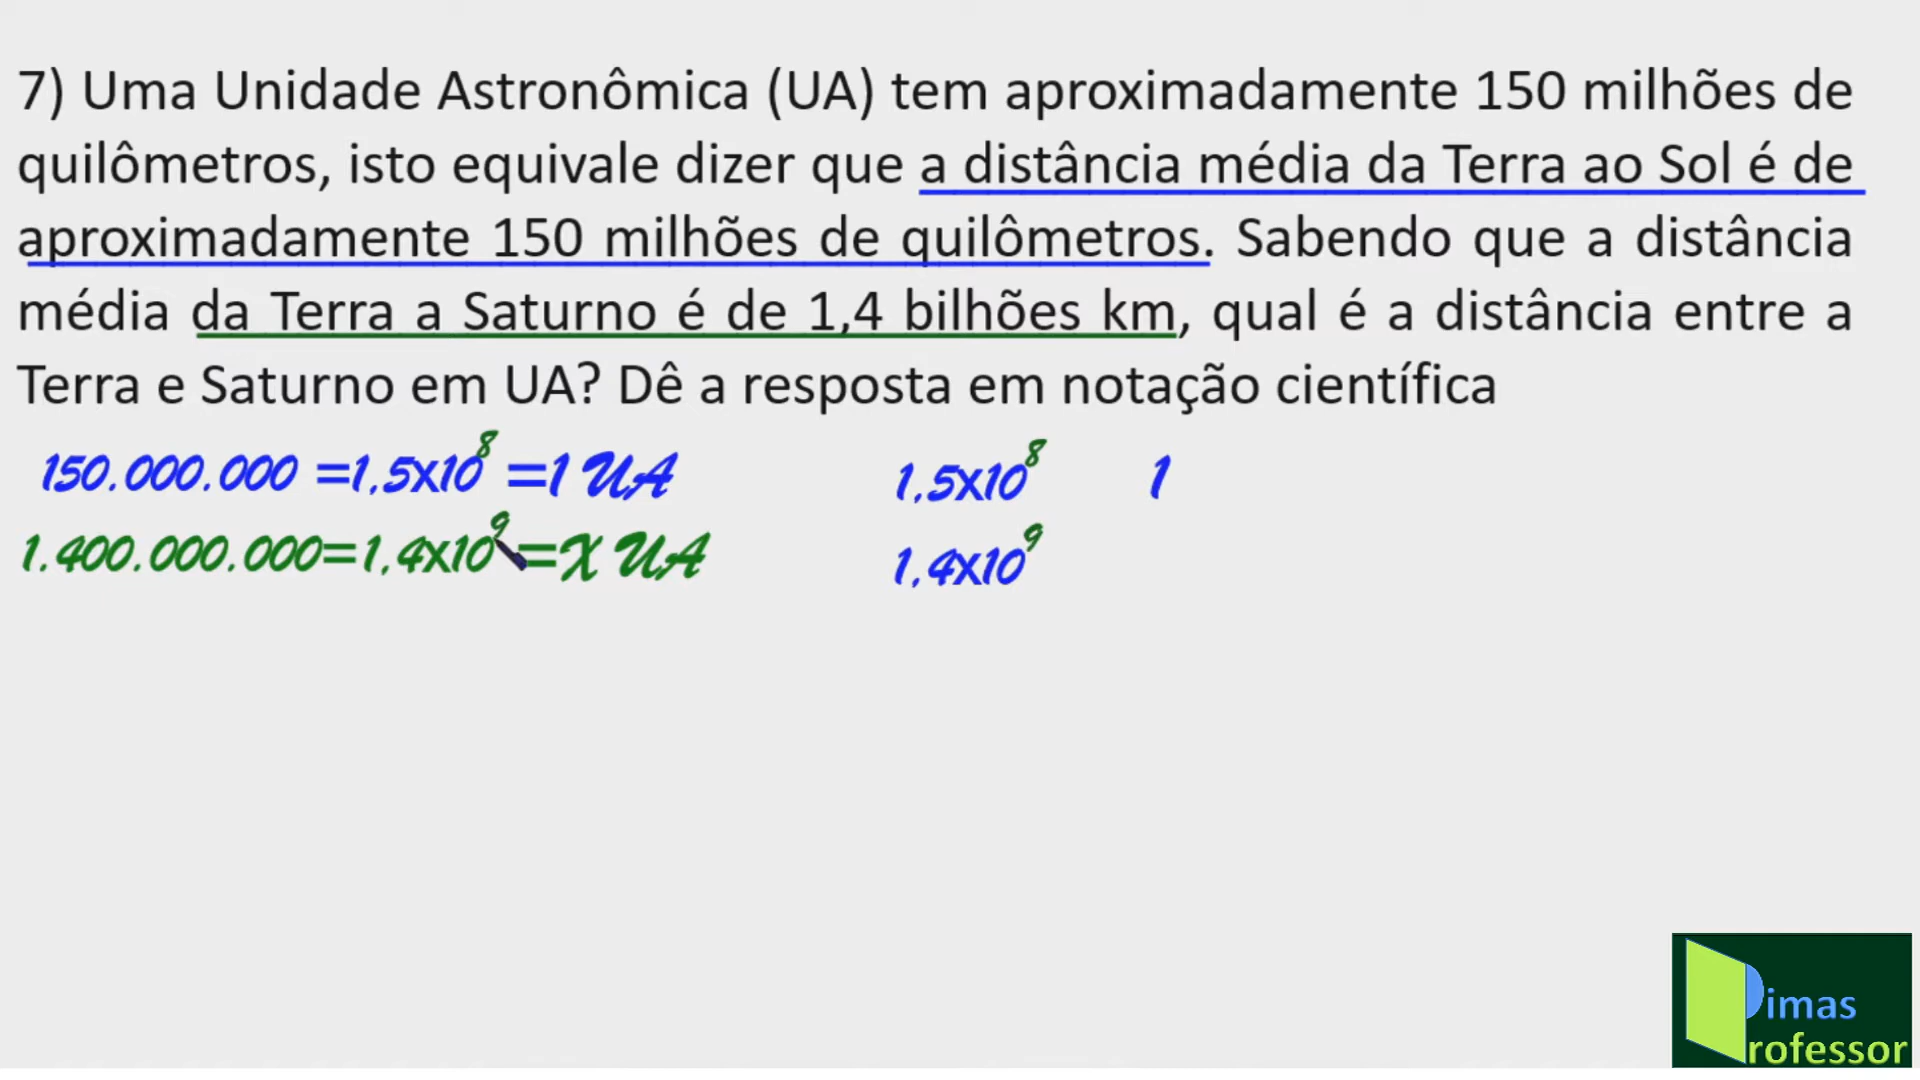 7) Uma Unidade Astronômica (UA) tem aproximadamente 150 milhões de
quilômetros, isto equivale dizer que a distância média da Terra ao Sol é de
aproximadamente 150 milhões de quilômetros. Sabendo que a distância
média da Terra a Saturno é de 1,4 bilhões km, qual é a distância entre a
Terra e Saturno em UA? Dê a resposta em notação científica
150.000.000 =1,5x10⁸ =1 UA
1.400.000.000=1,4x10⁹=X UA
1,5x10⁸ 1
1,4x10⁹
Dimas
Professor